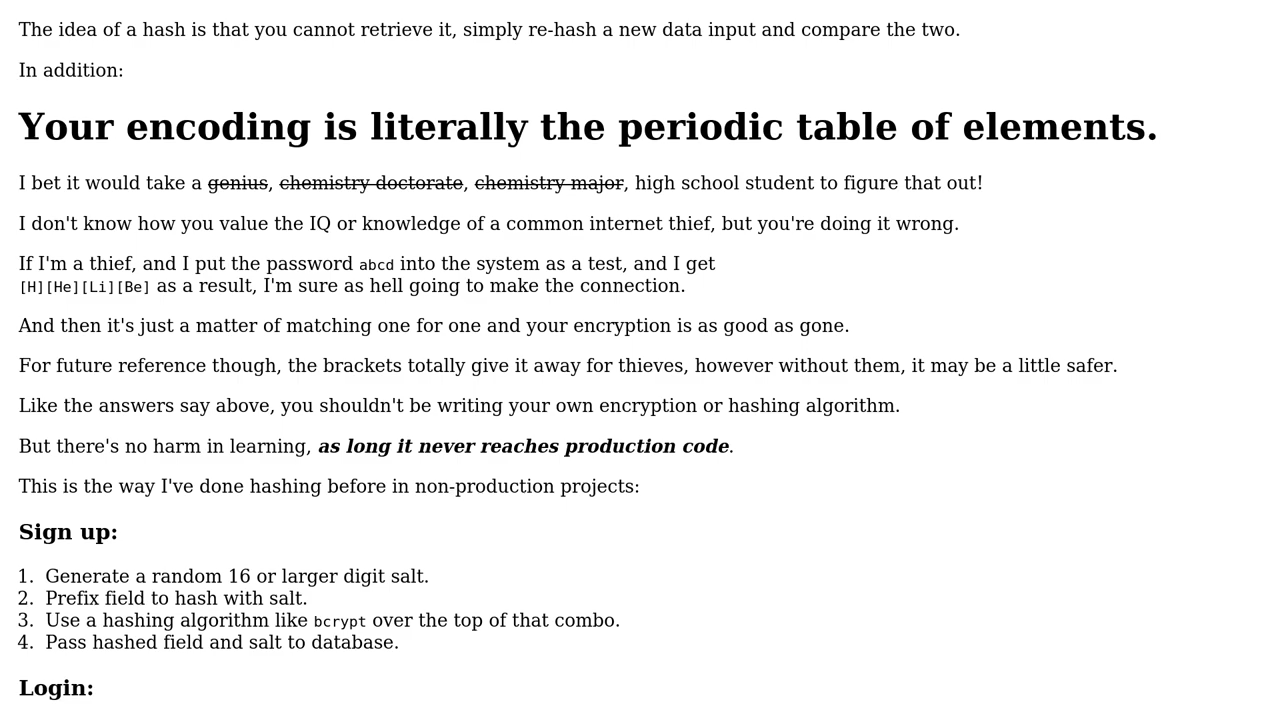 The idea of a hash is that you cannot retrieve it, simply re-hash a new data input and compare the two.
In addition:
Your encoding is literally the periodic table of elements.
I bet it would take a genius, chemistry doctorate, chemistry major, high school student to figure that out!
I don't know how you value the IQ or knowledge of a common internet thief, but you're doing it wrong.
If I'm a thief, and I put the password abcd into the system as a test, and I get
[H][He][Li][Be] as a result, I'm sure as hell going to make the connection.
And then it's just a matter of matching one for one and your encryption is as good as gone.
For future reference though, the brackets totally give it away for thieves, however without them, it may be a little safer.
Like the answers say above, you shouldn't be writing your own encryption or hashing algorithm.
But there's no harm in learning, as long it never reaches production code.
This is the way I've done hashing before in non-production projects:
Sign up:
1. Generate a random 16 or larger digit salt.
2. Prefix field to hash with salt.
3. Use a hashing algorithm like bcrypt over the top of that combo.
4. Pass hashed field and salt to database.
Login: